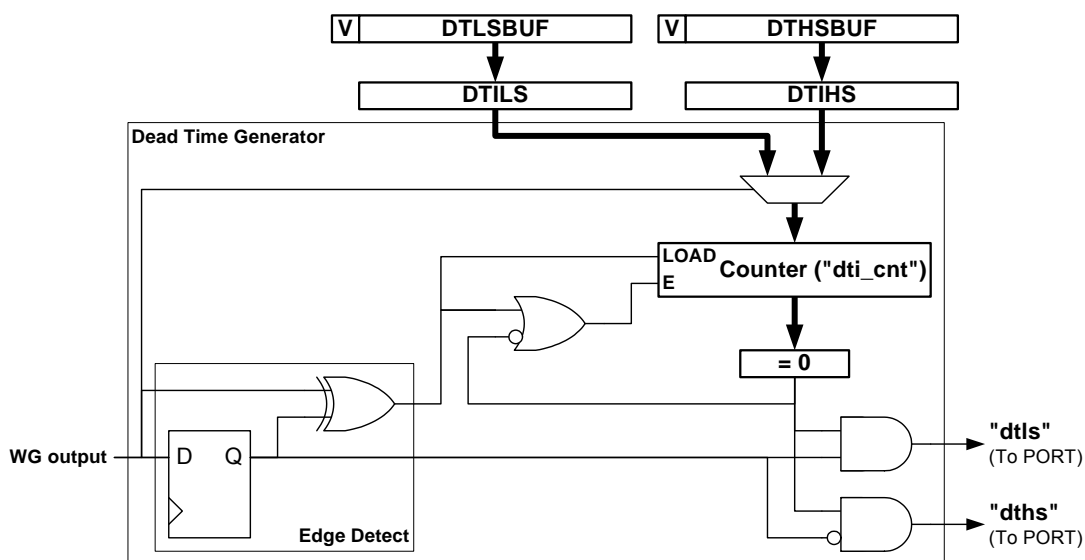 V DTLSBUF V DTHSBUF
DTILS DTIHS
Dead Time Generator
LOAD
Counter ("dti_cnt")
E
= 0
"dtls"
(To PORT)
WG output
D Q
Edge Detect
"dths"
(To PORT)